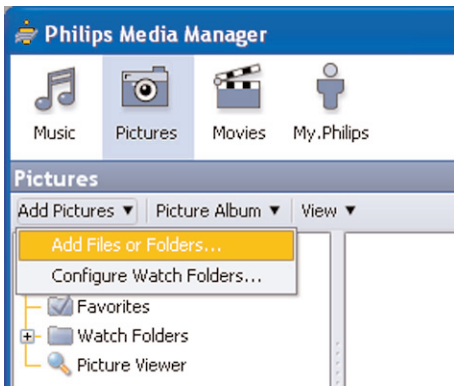 Philips Media Manager
Music Pictures Movies My.Philips
Pictures
Add Pictures ▼ Picture Album ▼ View ▼
Add Files or Folders...
Configure Watch Folders...
Favorites
Watch Folders
Picture Viewer